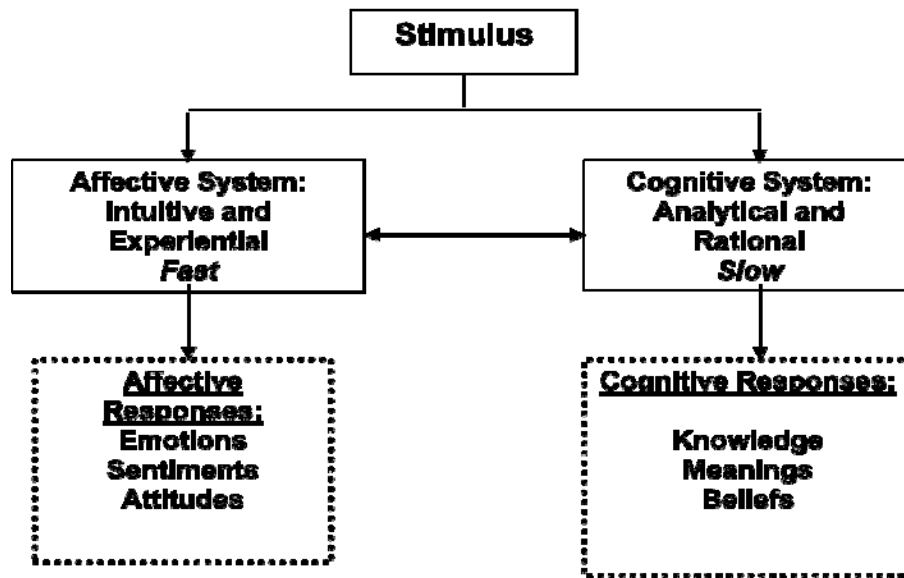 Stimulus
Affective System:
Intuitive and
Experiential
Fast
Cognitive System:
Analytical and
Rational
Slow
Affective
Responses:
Emotions
Sentiments
Attitudes
Cognitive Responses:
Knowledge
Meanings
Beliefs